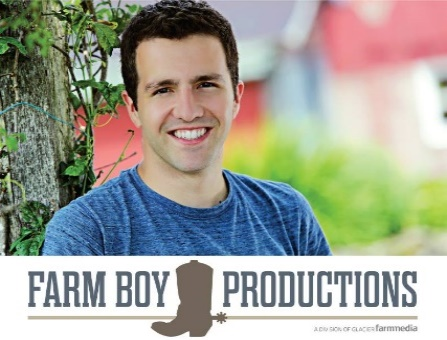 FARM BOY PRODUCTIONS
A DIVISION OF GLACIER farmmedia